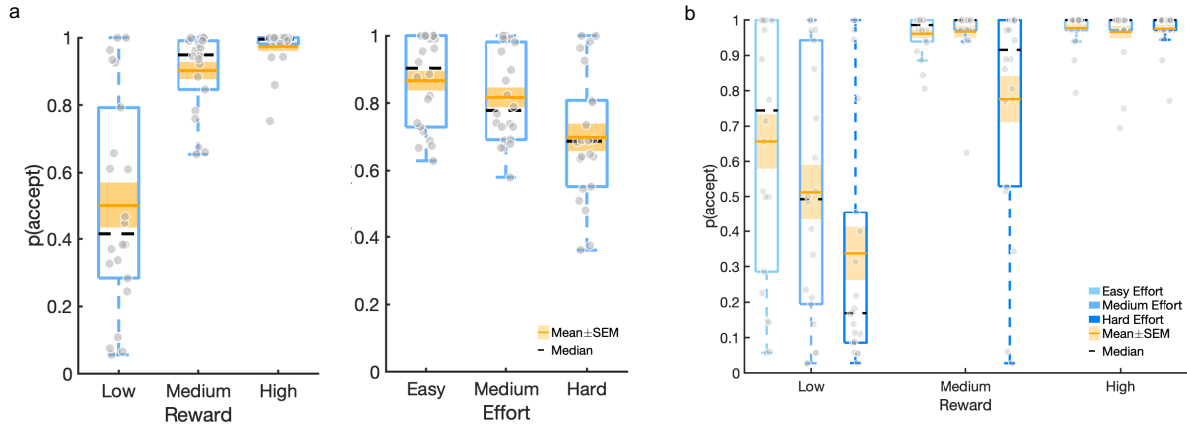 a
p(accept)
1
0.8
0.6
0.4
0.2
0
Low
Medium
High
Reward
1
0.8
0.6
0.4
0.2
0
Easy
Medium
Hard
Effort
Mean±SEM
Median
b
p(accept)
1
0.9
0.8
0.7
0.6
0.5
0.4
0.3
0.2
0.1
0
Low
Medium
High
Reward
Easy Effort
Medium Effort
Hard Effort
Mean±SEM
Median